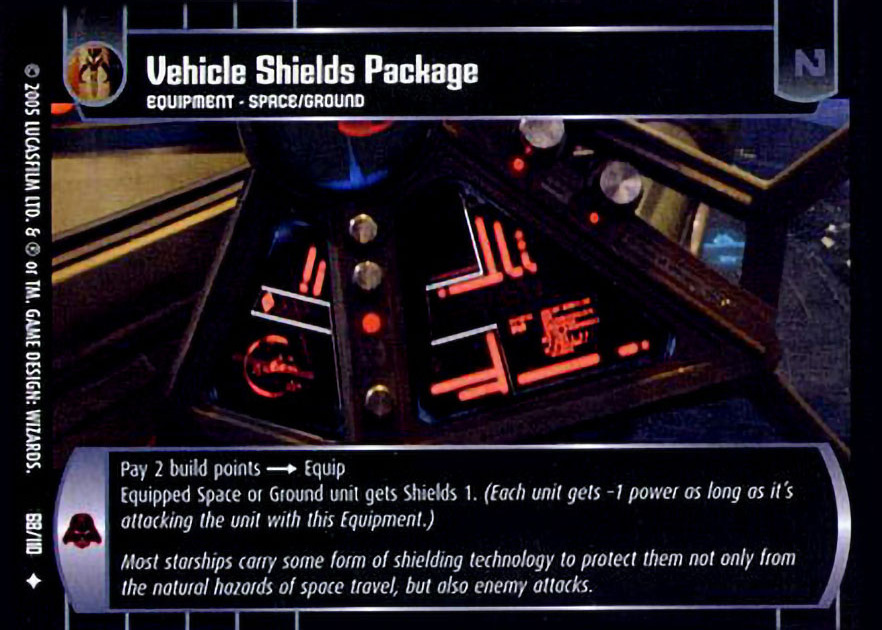 Vehicle Shields Package
EQUIPMENT - SPACE/GROUND
2
Pay 2 build points → Equip
Equipped Space or Ground unit gets Shields 1. (Each unit gets -1 power as long as it's
attacking the unit with this Equipment.)
Most starships carry some form of shielding technology to protect them not only from
the natural hazards of space travel, but also enemy attacks.
© 2005 LUCASFILM LTD. & ® or TM. GAME DESIGN: WIZARDS. 68/110